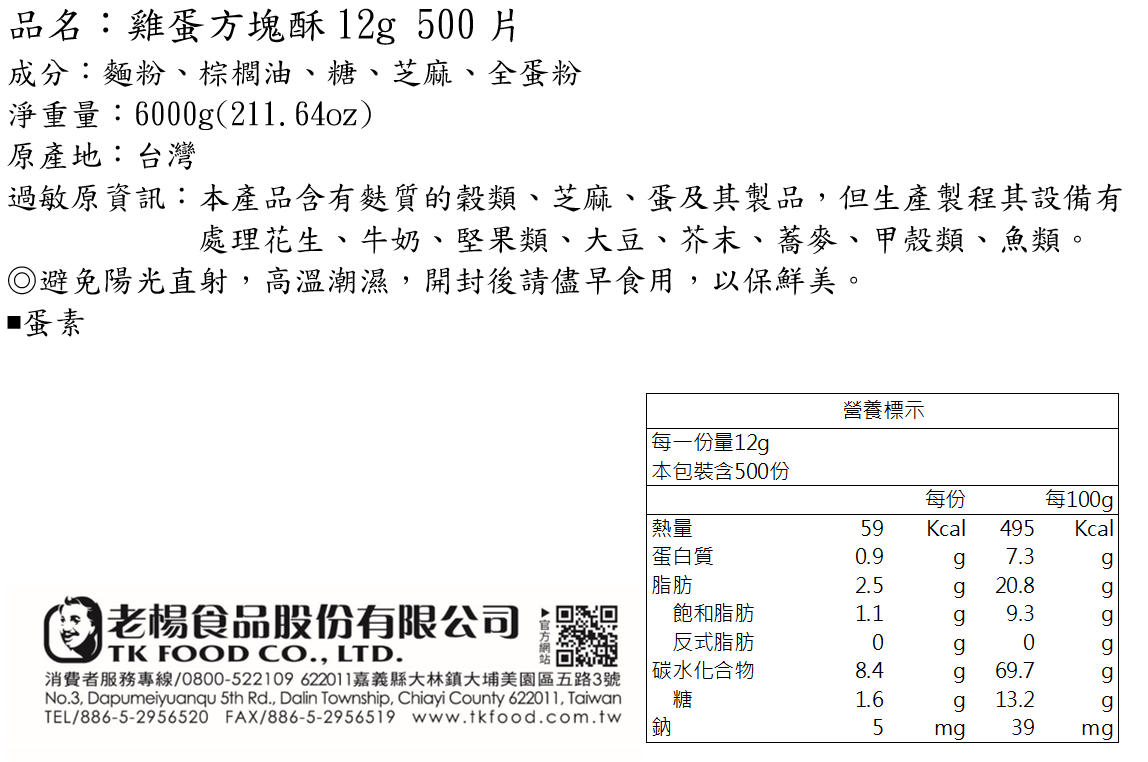 品名：雞蛋方塊酥12g 500 片
成分：麵粉、棕櫚油、糖、芝麻、全蛋粉
淨重量：6000g(211.64oz)
原產地：台灣
過敏原資訊：本產品含有麩質的穀類、芝麻、蛋及其製品，但生產製程其設備有
處理花生、牛奶、堅果類、大豆、芥末、蕎麥、甲殼類、魚類。
◎避免陽光直射，高溫潮濕，開封後請儘早食用，以保鮮美。
■蛋素
營養標示
每一份量12g
本包裝含500份
每份 每100g
熱量 59 Kcal 495 Kcal
蛋白質 0.9 g 7.3 g
脂肪 2.5 g 20.8 g
飽和脂肪 1.1 g 9.3 g
反式脂肪 0 g 0 g
碳水化合物 8.4 g 69.7 g
糖 1.6 g 13.2 g
鈉 5 mg 39 mg
老楊食品股份有限公司
TK FOOD CO., LTD.
▶官方網站
消費者服務專線/0800-522109 622011嘉義縣大林鎮大埔美園區五路3號
No.3, Dapumeiyuanqu 5th Rd., Dalin Township, Chiayi County 622011, Taiwan
TEL/886-5-2956520 FAX/886-5-2956519 www.tkfood.com.tw